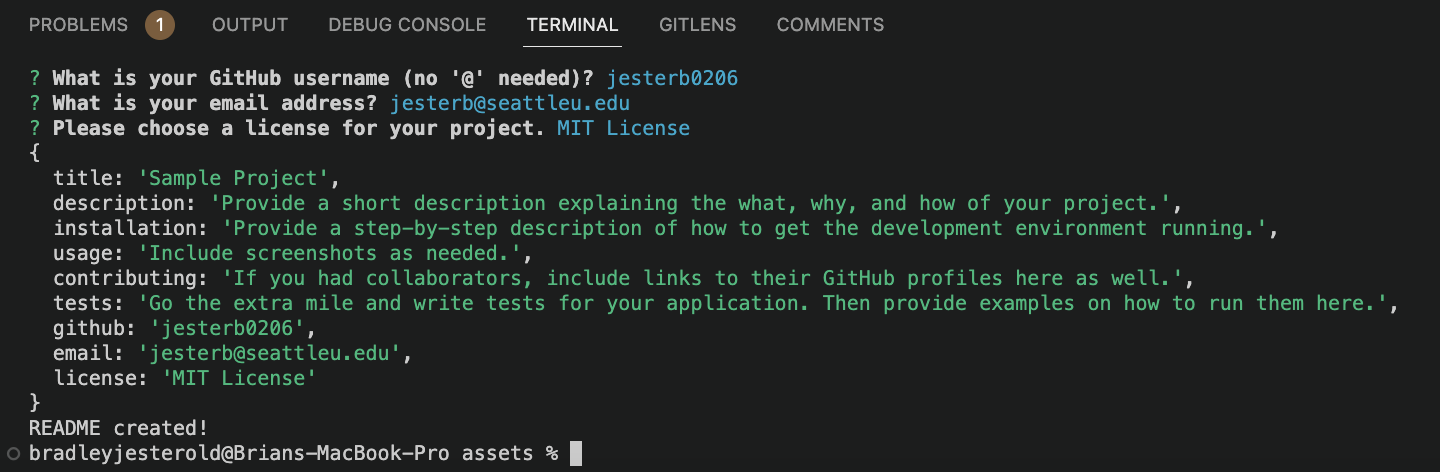 PROBLEMS 1 OUTPUT DEBUG CONSOLE TERMINAL GITLENS COMMENTS
? What is your GitHub username (no '@' needed)? jesterb0206
? What is your email address? jesterb@seattleu.edu
? Please choose a license for your project. MIT License
{
  title: 'Sample Project',
  description: 'Provide a short description explaining the what, why, and how of your project.',
  installation: 'Provide a step-by-step description of how to get the development environment running.',
  usage: 'Include screenshots as needed.',
  contributing: 'If you had collaborators, include links to their GitHub profiles here as well.',
  tests: 'Go the extra mile and write tests for your application. Then provide examples on how to run them here.',
  github: 'jesterb0206',
  email: 'jesterb@seattleu.edu',
  license: 'MIT License'
}
README created!
bradleyjesterold@Brians-MacBook-Pro assets %